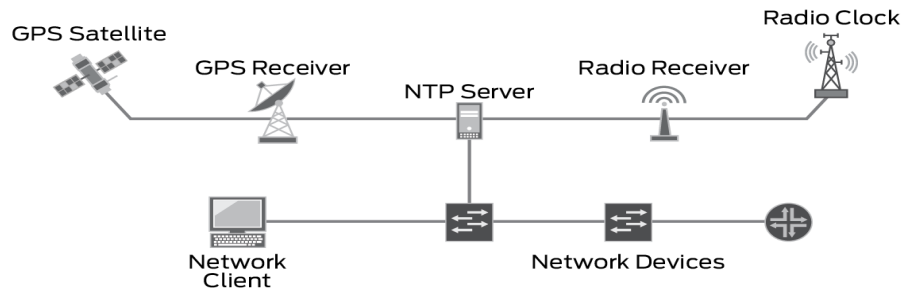 Radio Clock
GPS Satellite
GPS Receiver
Radio Receiver
NTP Server
Network
Client
Network Devices